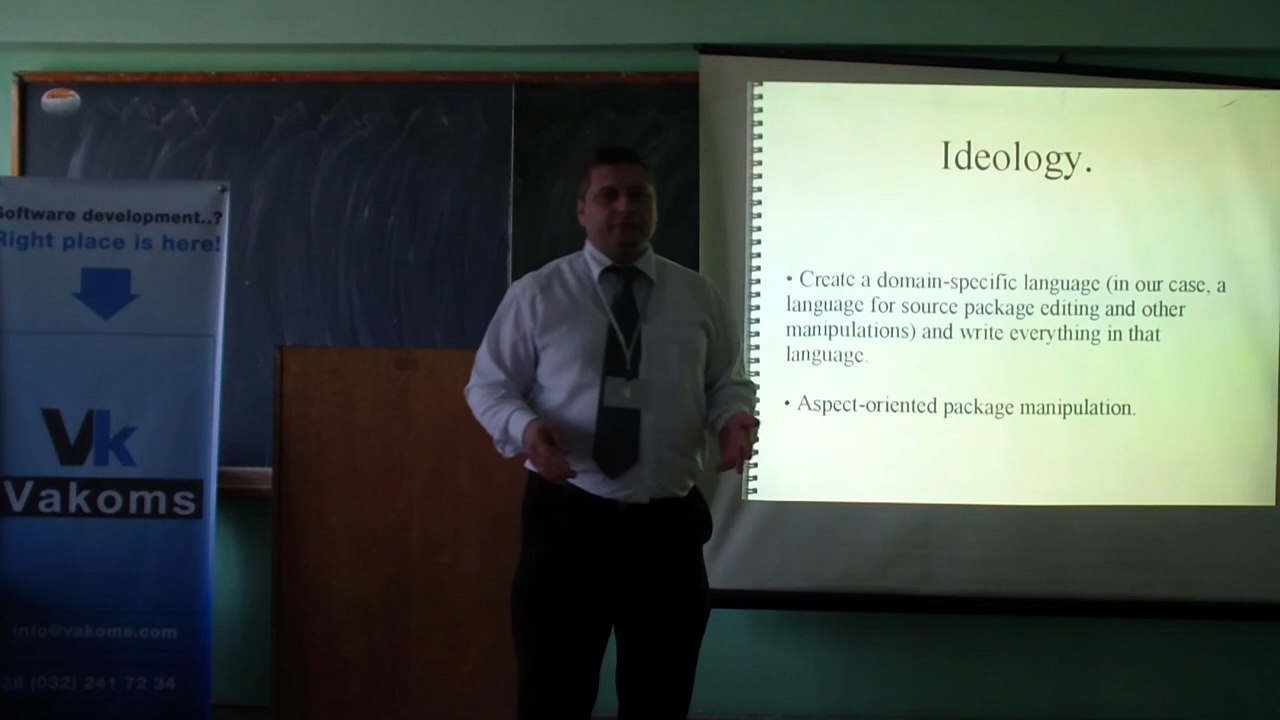 Software development..?
Right place is here!
Vk
Vakoms
info@vakoms.com
38 (032) 241 72 34
Ideology.
• Create a domain-specific language (in our case, a
language for source package editing and other
manipulations) and write everything in that
language.
• Aspect-oriented package manipulation.